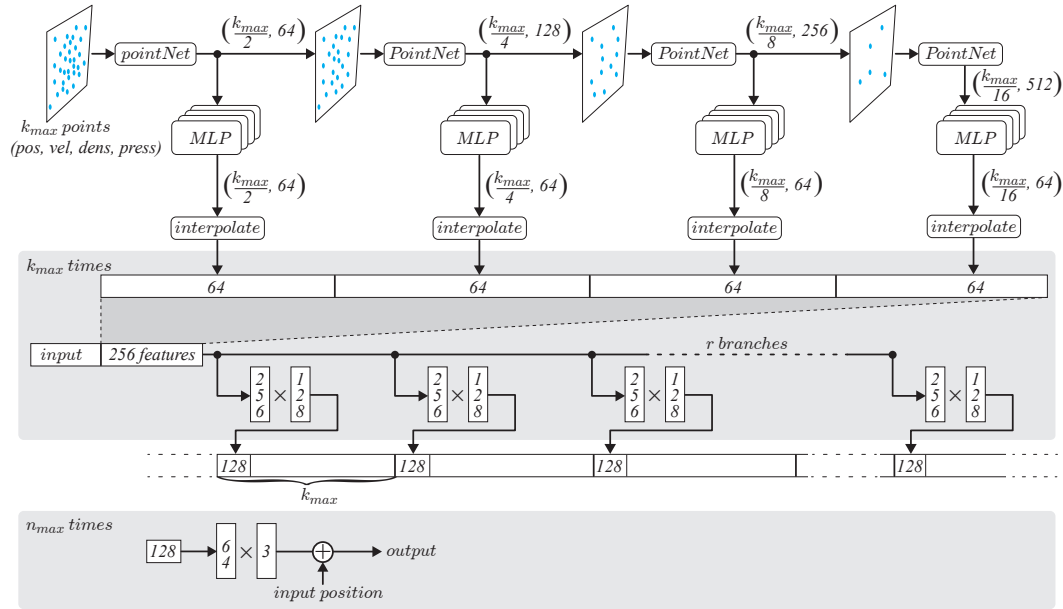 pointNet
(k_max/2, 64)
PointNet
(k_max/4, 128)
PointNet
(k_max/8, 256)
PointNet
(k_max/16, 512)
k_max points
(pos, vel, dens, press)
MLP
MLP
MLP
MLP
(k_max/2, 64)
(k_max/4, 64)
(k_max/8, 64)
(k_max/16, 64)
interpolate
interpolate
interpolate
interpolate
k_max times
64
64
64
64
input
256 features
r branches
256 × 128
256 × 128
256 × 128
256 × 128
128
128
128
128
k_max
n_max times
128
64 × 3
output
input position